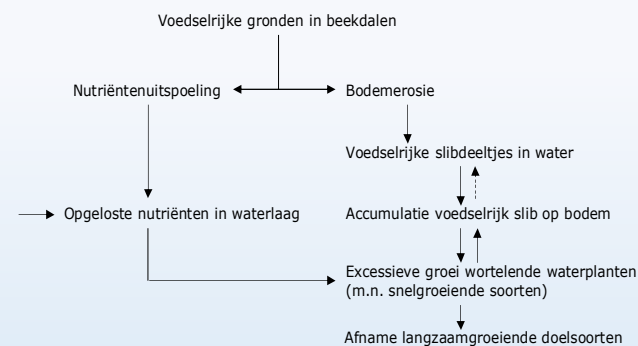 Voedselrijke gronden in beekdalen
Nutriëntenuitspoeling
Bodemerosie
Voedselrijke slibdeeltjes in water
Opgeloste nutriënten in waterlaag
Accumulatie voedselrijk slib op bodem
Excessieve groei wortelende waterplanten
(m.n. snelgroeiende soorten)
Afname langzaamgroeiende doelsoorten